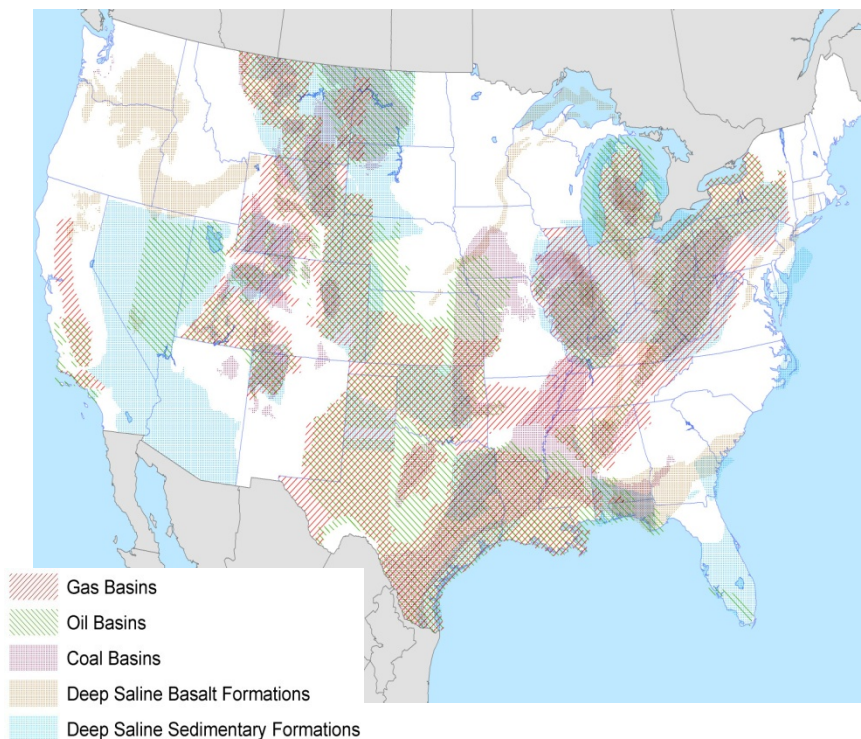 Gas Basins
Oil Basins
Coal Basins
Deep Saline Basalt Formations
Deep Saline Sedimentary Formations